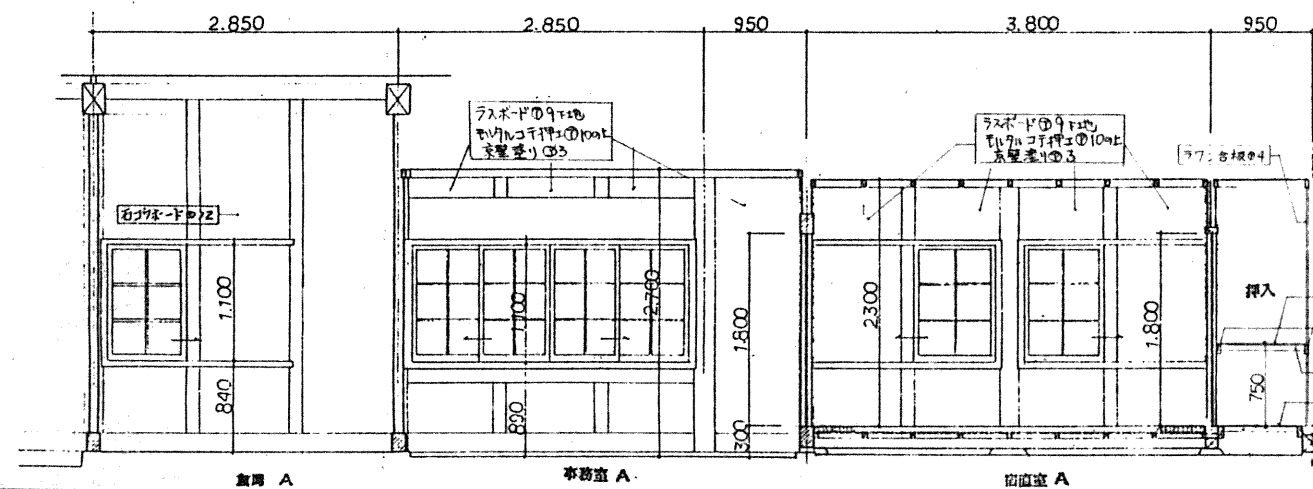 2.850
2.850
950
3.800
950
ラスボード⑦9下地
モルタルコテ押エ⑦10の上
京壁塗り⑦3
ラスボード⑦9下地
モルタルコテ押エ⑦10の上
京壁塗り⑦3
ラワン合板⑦4
石コウボード⑦12
1.100
840
1.100
890
2.700
1.800
300
2.300
1.800
押入
750
事務室 A
宿直室 A